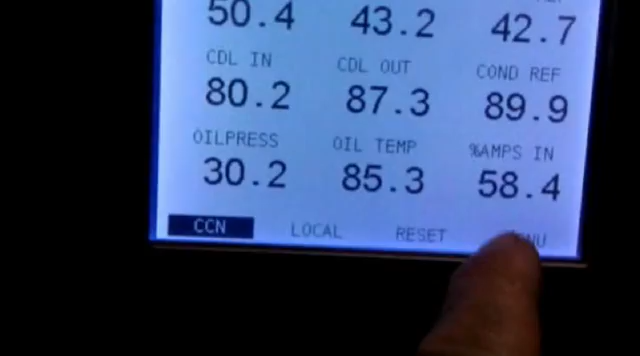 50.4 43.2 42.7
CDL IN CDL OUT COND REF
80.2 87.3 89.9
OILPRESS OIL TEMP %AMPS IN
30.2 85.3 58.4
CCN LOCAL RESET